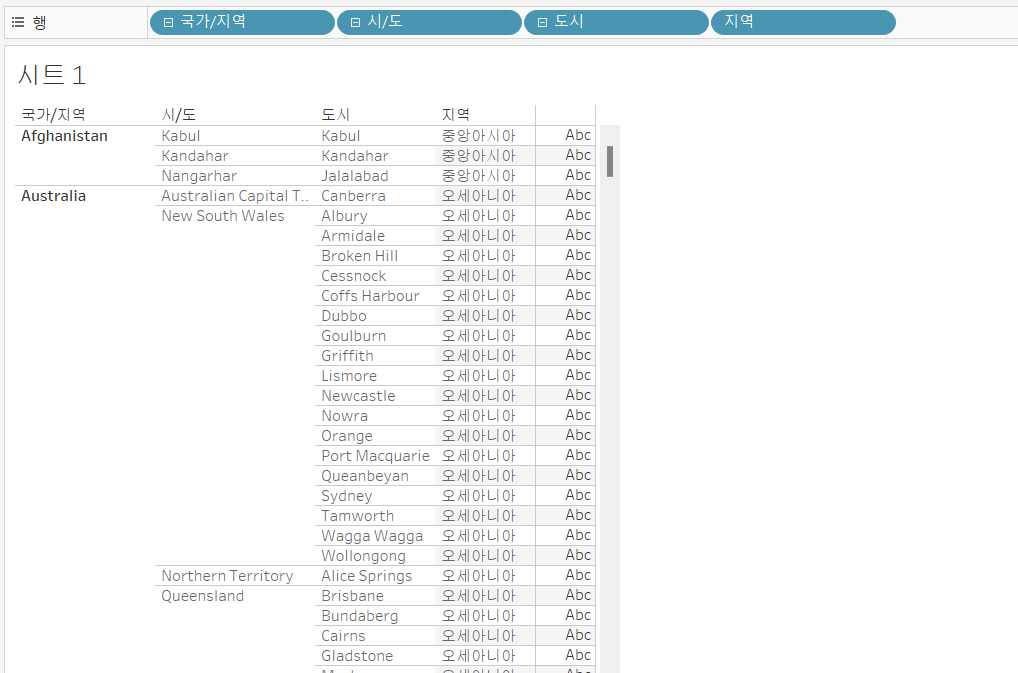 행 국가/지역 시/도 도시 지역
시트 1
국가/지역 시/도 도시 지역
Afghanistan Kabul Kabul 중앙아시아 Abc
Kandahar Kandahar 중앙아시아 Abc
Nangarhar Jalalabad 중앙아시아 Abc
Australia Australian Capital T.. Canberra 오세아니아 Abc
New South Wales Albury 오세아니아 Abc
Armidale 오세아니아 Abc
Broken Hill 오세아니아 Abc
Cessnock 오세아니아 Abc
Coffs Harbour 오세아니아 Abc
Dubbo 오세아니아 Abc
Goulburn 오세아니아 Abc
Griffith 오세아니아 Abc
Lismore 오세아니아 Abc
Newcastle 오세아니아 Abc
Nowra 오세아니아 Abc
Orange 오세아니아 Abc
Port Macquarie 오세아니아 Abc
Queanbeyan 오세아니아 Abc
Sydney 오세아니아 Abc
Tamworth 오세아니아 Abc
Wagga Wagga 오세아니아 Abc
Wollongong 오세아니아 Abc
Northern Territory Alice Springs 오세아니아 Abc
Queensland Brisbane 오세아니아 Abc
Bundaberg 오세아니아 Abc
Cairns 오세아니아 Abc
Gladstone 오세아니아 Abc